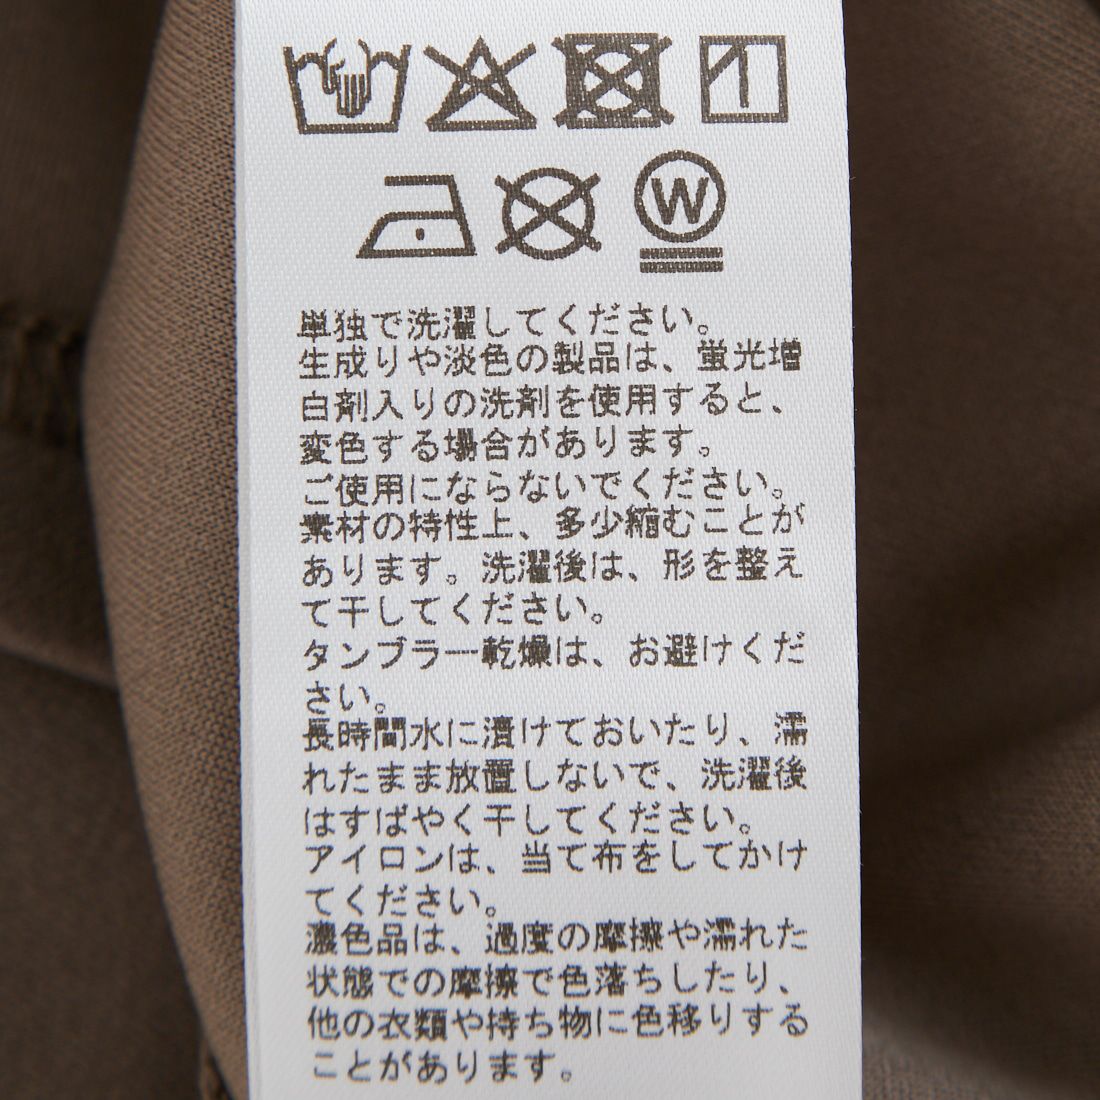 W
単独で洗濯してください。
生成りや淡色の製品は、蛍光増
白剤入りの洗剤を使用すると、
変色する場合があります。
ご使用にならないでください。
素材の特性上、多少縮むことが
あります。洗濯後は、形を整え
て干してください。
タンブラー乾燥は、お避けくだ
さい。
長時間水に漬けておいたり、濡
れたまま放置しないで、洗濯後
はすばやく干してください。
アイロンは、当て布をしてかけ
てください。
濃色品は、過度の摩擦や濡れた
状態での摩擦で色落ちしたり、
他の衣類や持ち物に色移りする
ことがあります。